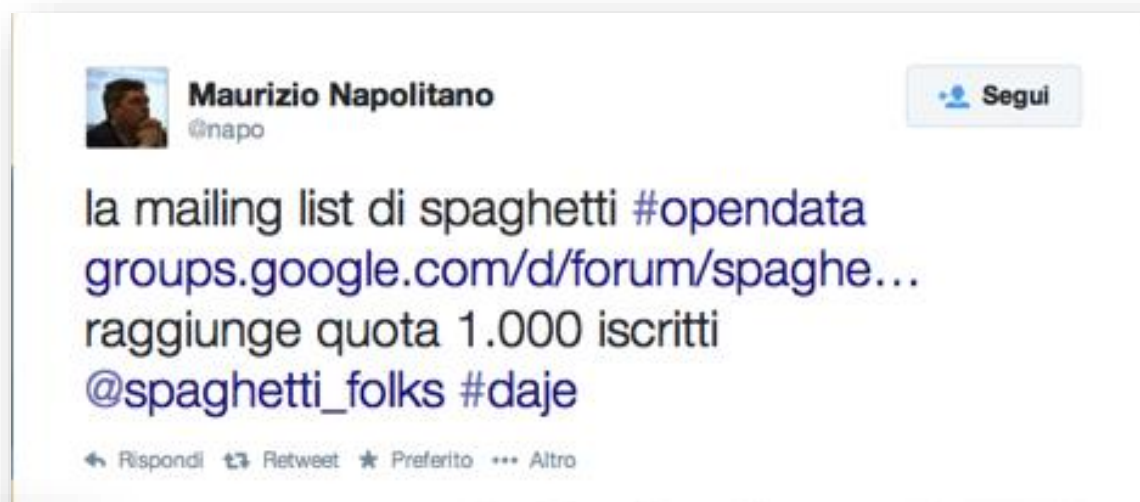 Maurizio Napolitano
@napo
Segui
la mailing list di spaghetti #opendata
groups.google.com/d/forum/spaghe...
raggiunge quota 1.000 iscritti
@spaghetti_folks #daje
Rispondi Retweet Preferito ••• Altro